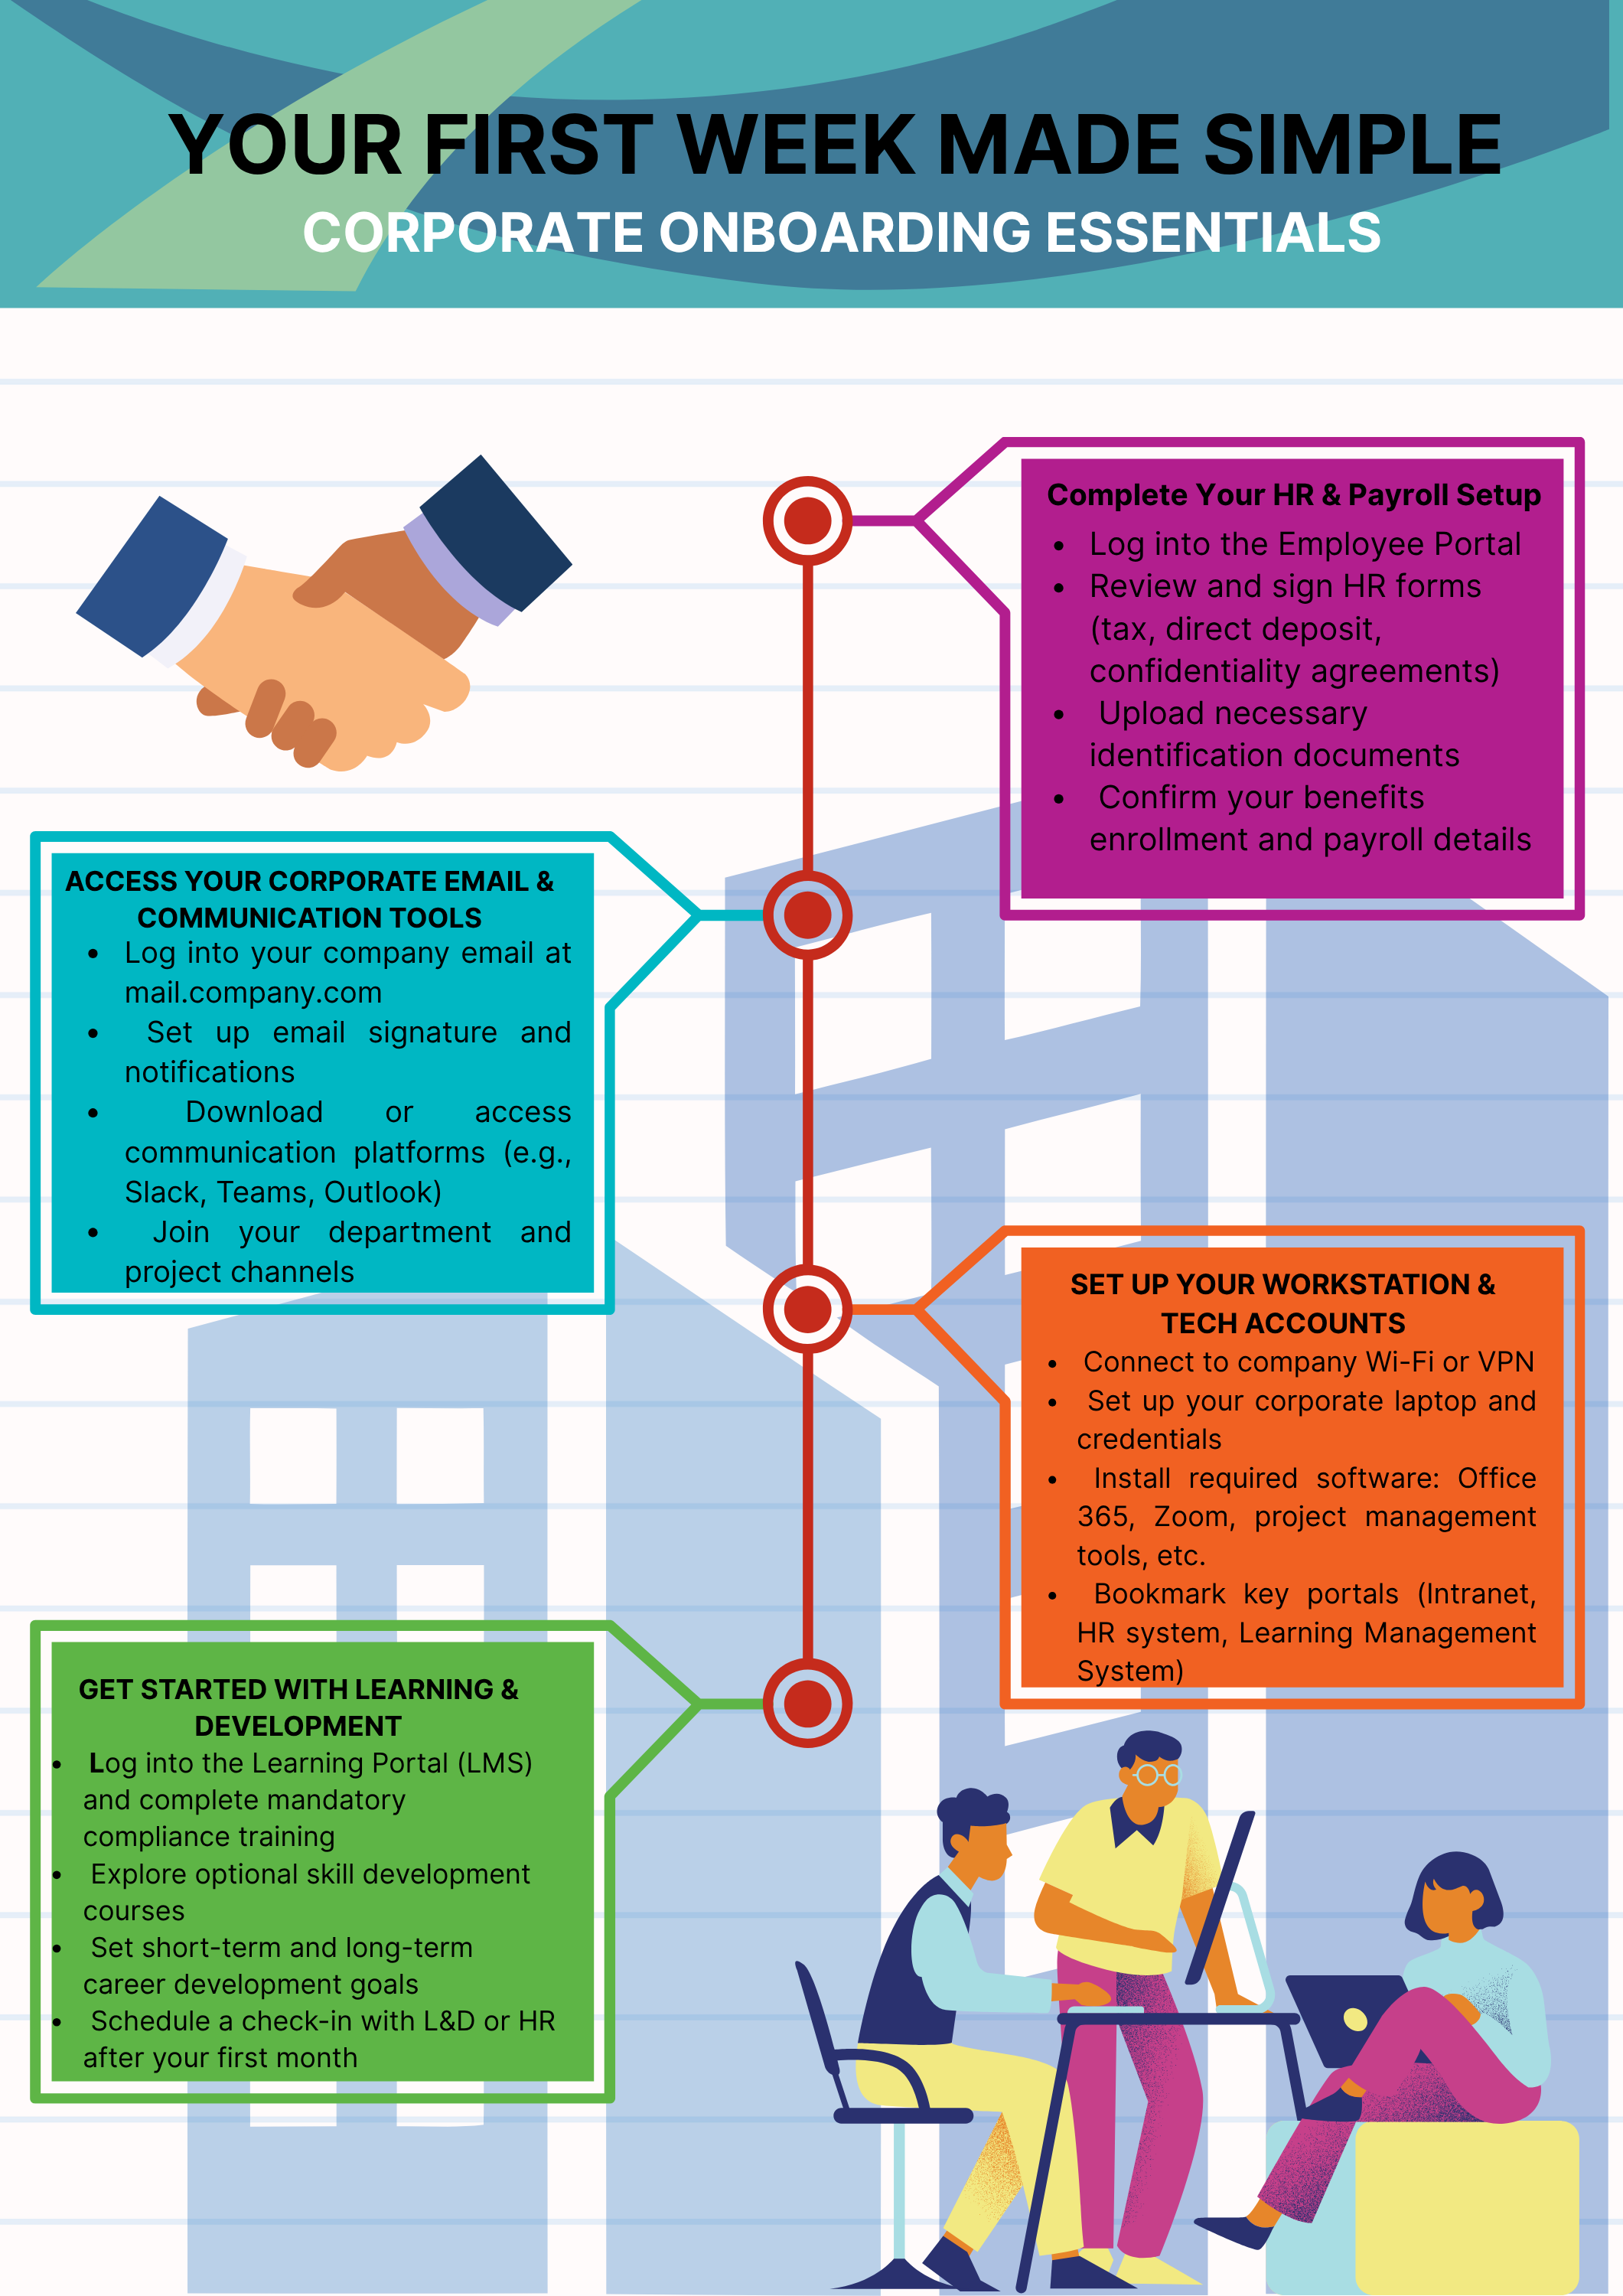 YOUR FIRST WEEK MADE SIMPLE
CORPORATE ONBOARDING ESSENTIALS
Complete Your HR & Payroll Setup
• Log into the Employee Portal
• Review and sign HR forms
(tax, direct deposit,
confidentiality agreements)
• Upload necessary
identification documents
• Confirm your benefits
enrollment and payroll details
ACCESS YOUR CORPORATE EMAIL &
COMMUNICATION TOOLS
• Log into your company email at
mail.company.com
• Set up email signature and
notifications
• Download or access
communication platforms (e.g.,
Slack, Teams, Outlook)
• Join your department and
project channels
SET UP YOUR WORKSTATION &
TECH ACCOUNTS
• Connect to company Wi-Fi or VPN
• Set up your corporate laptop and
credentials
• Install required software: Office
365, Zoom, project management
tools, etc.
• Bookmark key portals (Intranet,
HR system, Learning Management
System)
GET STARTED WITH LEARNING &
DEVELOPMENT
• Log into the Learning Portal (LMS)
and complete mandatory
compliance training
• Explore optional skill development
courses
• Set short-term and long-term
career development goals
• Schedule a check-in with L&D or HR
after your first month